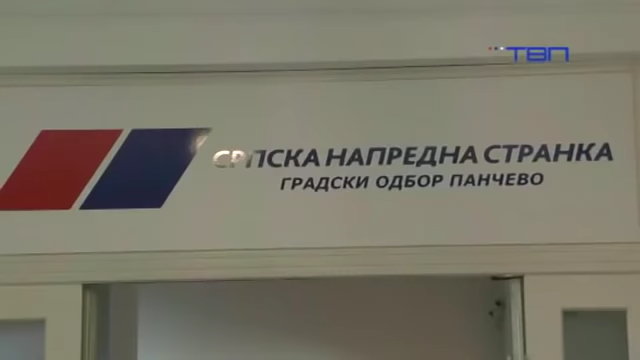 ТВП
СРПСКА НАПРЕДНА СТРАНКА
ГРАДСКИ ОДБОР ПАНЧЕВО